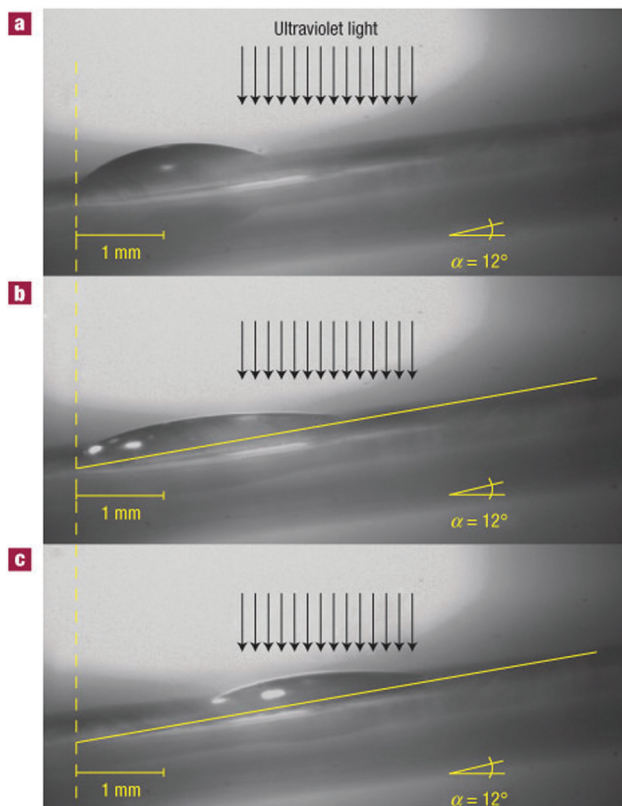 a
Ultraviolet light
1 mm
α = 12°
b
1 mm
α = 12°
c
1 mm
α = 12°